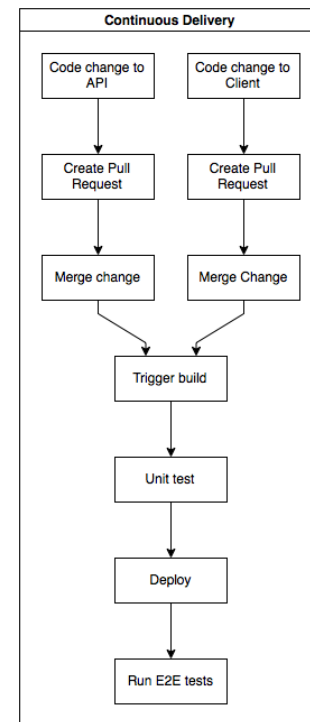 Continuous Delivery
Code change to
API
Code change to
Client
Create Pull
Request
Create Pull
Request
Merge change
Merge Change
Trigger build
Unit test
Deploy
Run E2E tests